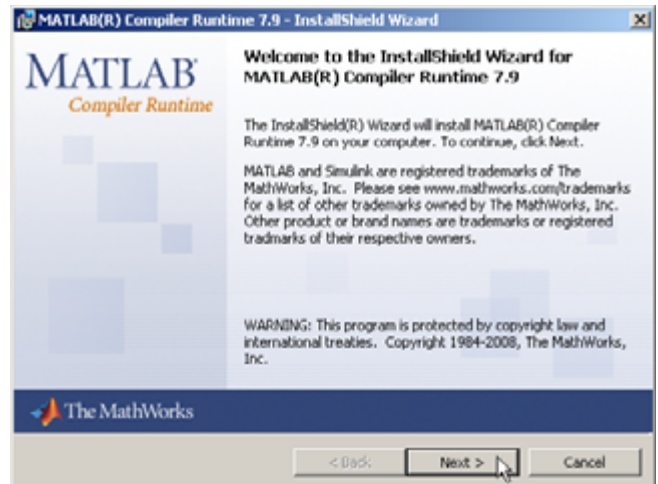 MATLAB(R) Compiler Runtime 7.9 - InstallShield Wizard
MATLAB
Compiler Runtime
Welcome to the InstallShield Wizard for
MATLAB(R) Compiler Runtime 7.9
The InstallShield(R) Wizard will install MATLAB(R) Compiler
Runtime 7.9 on your computer. To continue, click Next.
MATLAB and Simulink are registered trademarks of The
MathWorks, Inc. Please see www.mathworks.com/trademarks
for a list of other trademarks owned by The MathWorks, Inc.
Other product or brand names are trademarks or registered
tradmarks of their respective owners.
WARNING: This program is protected by copyright law and
international treaties. Copyright 1984-2008, The MathWorks,
Inc.
The MathWorks
< Back
Next >
Cancel